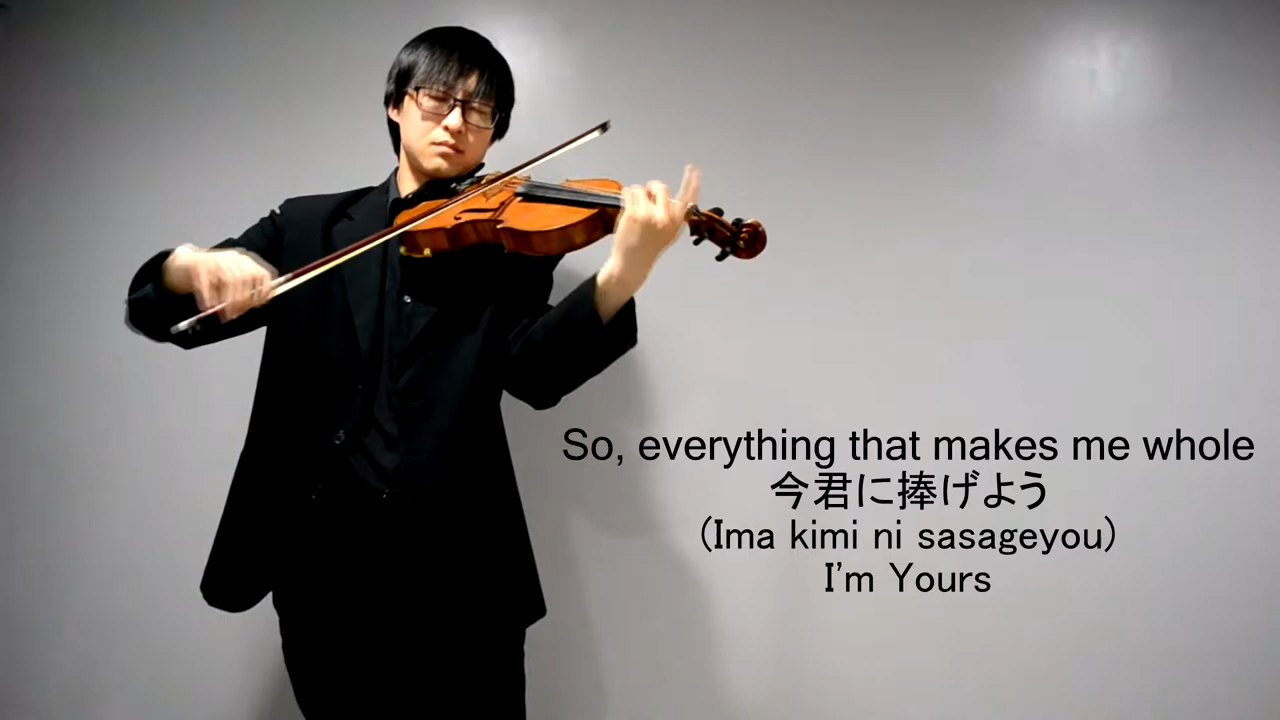 So, everything that makes me whole
今君に捧げよう
(Ima kimi ni sasageyou)
I'm Yours